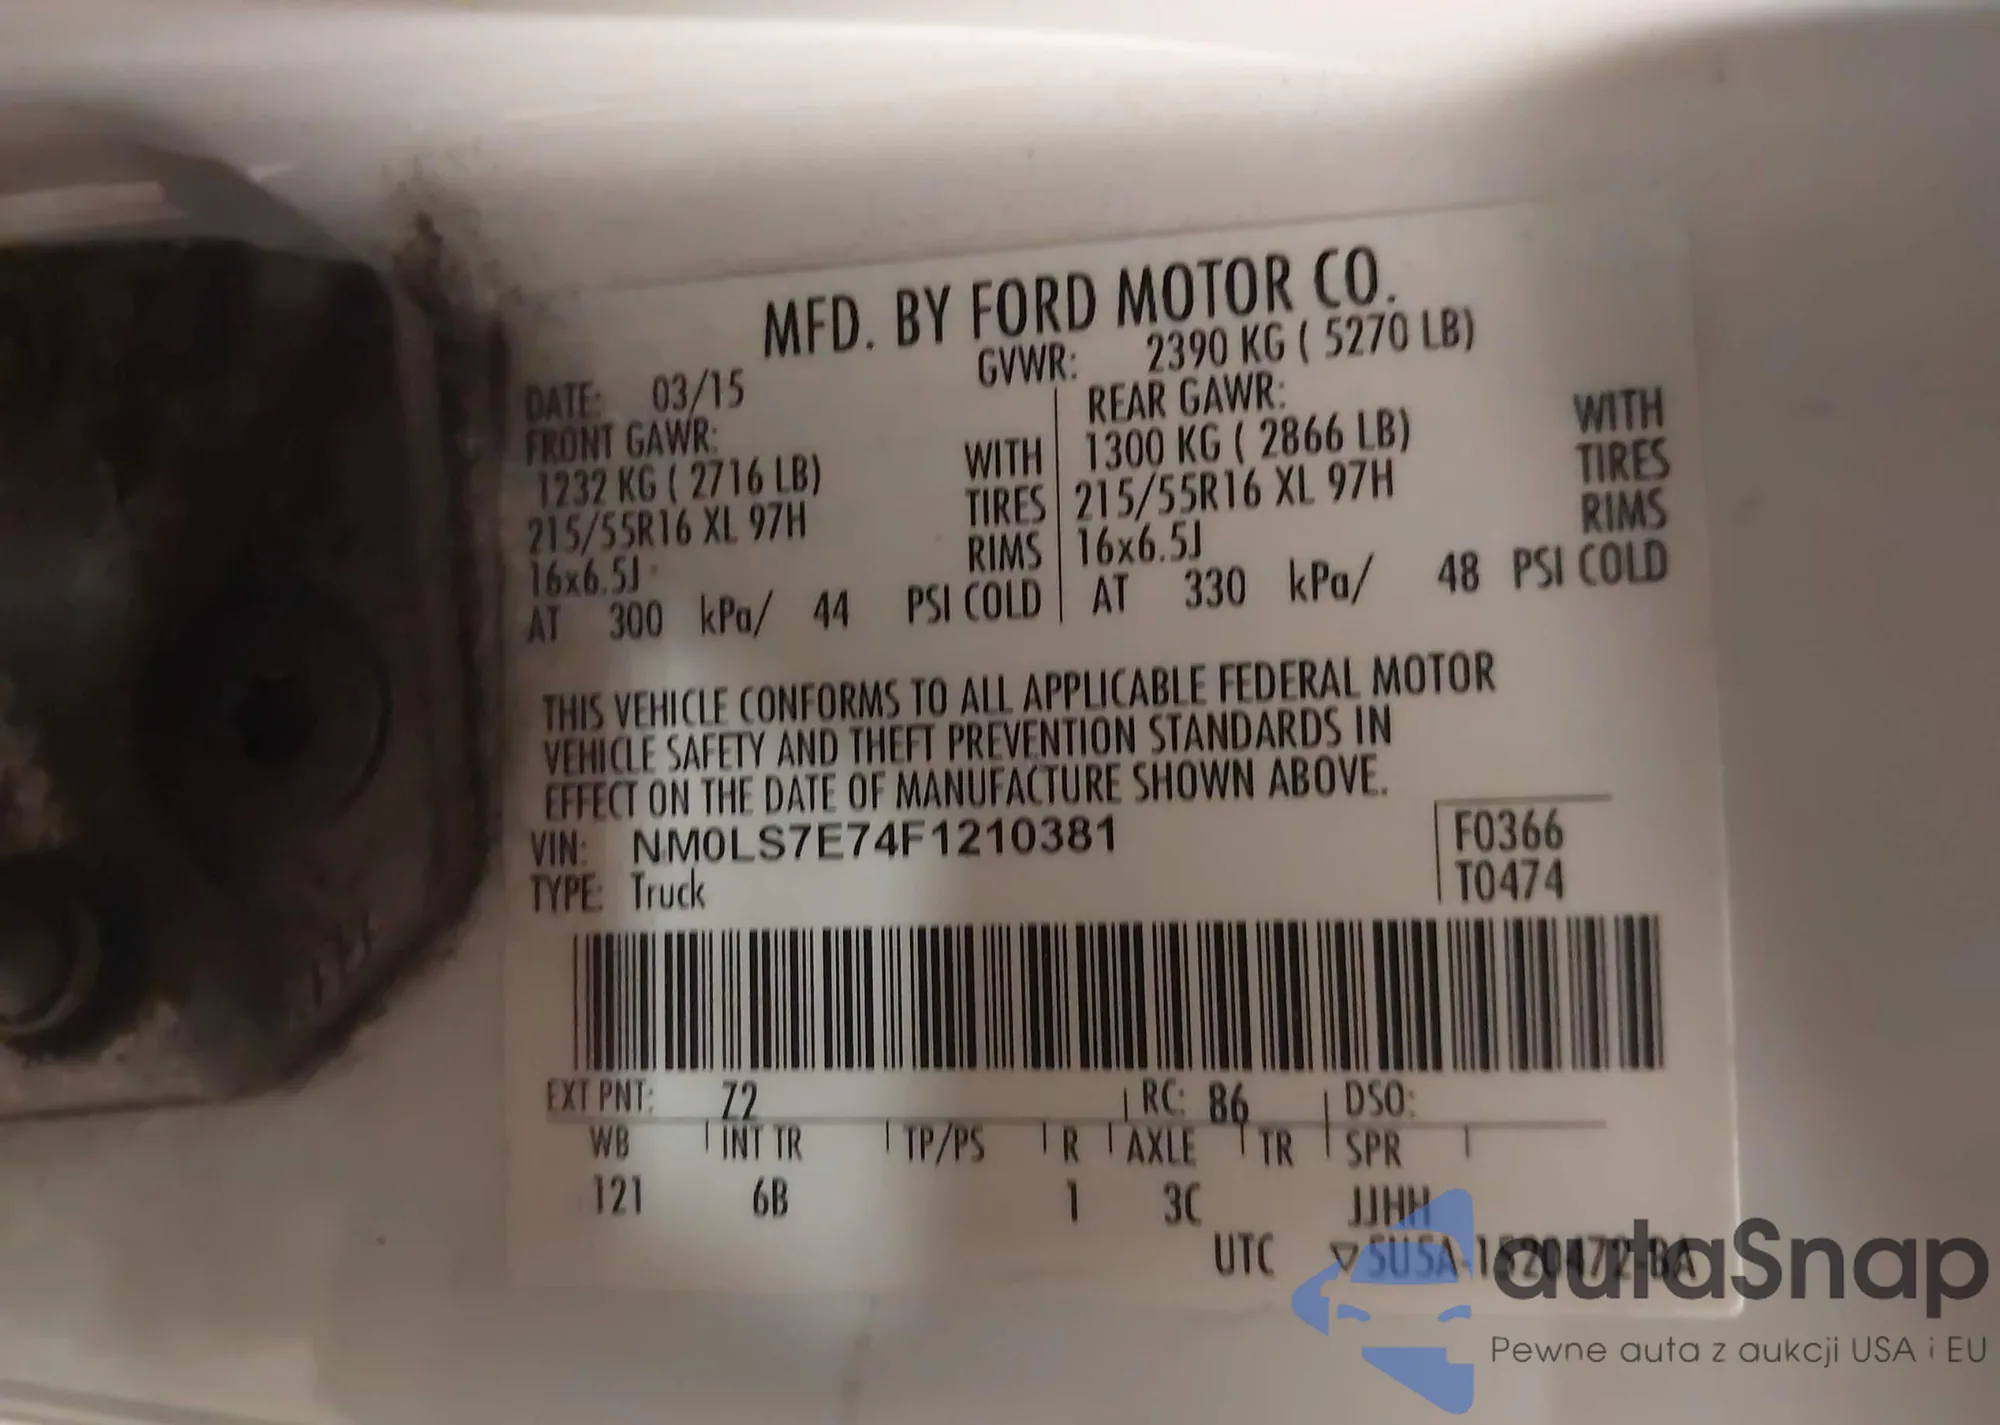 MFD. BY FORD MOTOR CO.
DATE: 03/15 GVWR: 2390 KG ( 5270 LB)
FRONT GAWR: REAR GAWR:
1232 KG ( 2716 LB) WITH 1300 KG ( 2866 LB) WITH
215/55R16 XL 97H TIRES 215/55R16 XL 97H TIRES
16x6.5J RIMS 16x6.5J RIMS
AT 300 kPa/ 44 PSI COLD AT 330 kPa/ 48 PSI COLD
THIS VEHICLE CONFORMS TO ALL APPLICABLE FEDERAL MOTOR
VEHICLE SAFETY AND THEFT PREVENTION STANDARDS IN
EFFECT ON THE DATE OF MANUFACTURE SHOWN ABOVE.
VIN: NM0LS7E74F1210381 F0366
TYPE: Truck T0474
EXT PNT: Z2 RC: 86 DSO:
WB INT TR TP/PS R AXLE TR SPR
121 6B 1 3C JJHH
UTC ▽5U5A-1520472-BA
autaSnap
Pewne auta z aukcji USA i EU